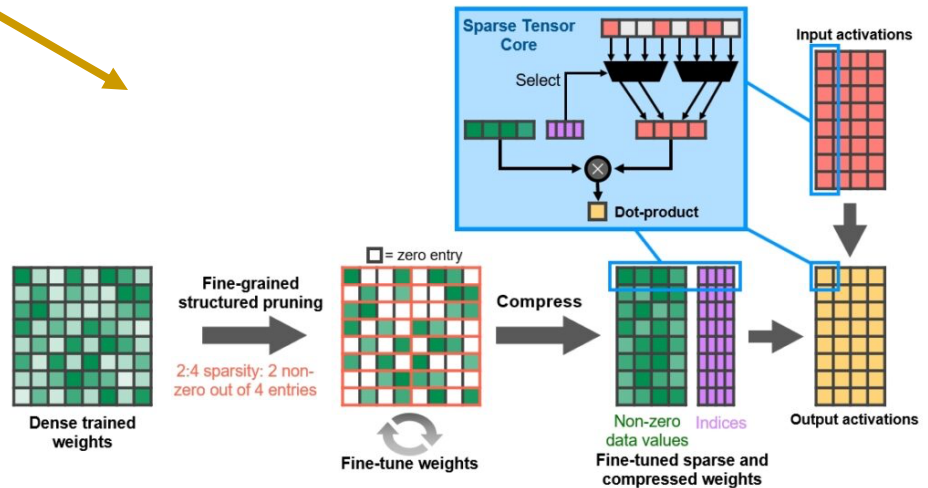 Sparse Tensor
Core
Select
Dot-product
Input activations
= zero entry
Fine-grained
structured pruning
2:4 sparsity: 2 non-
zero out of 4 entries
Compress
Dense trained
weights
Fine-tune weights
Non-zero
data values
Indices
Fine-tuned sparse and
compressed weights
Output activations